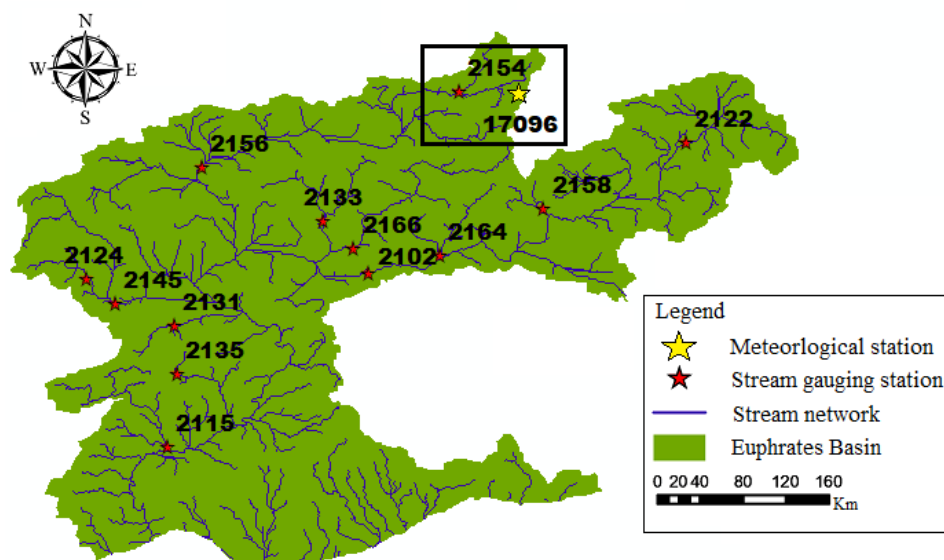 N
W E
S
2154
17096
2122
2156
2158
2133
2166
2164
2102
2124
2145
2131
2135
2115
Legend
Meteorlogical station
Stream gauging station
Stream network
Euphrates Basin
0 20 40 80 120 160
Km